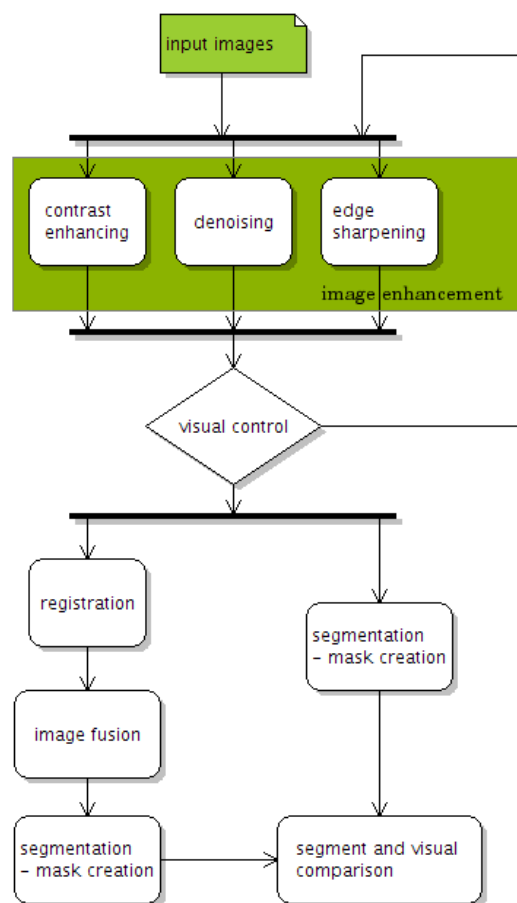 input images
contrast
enhancing
denoising
edge
sharpening
image enhancement
visual control
registration
segmentation
- mask creation
image fusion
segmentation
- mask creation
segment and visual
comparison